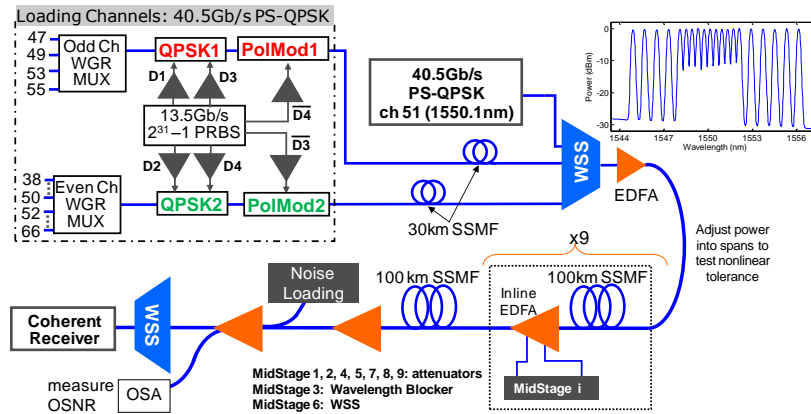 Loading Channels: 40.5Gb/s PS-QPSK
47
49
53
55
Odd Ch
WGR
MUX
QPSK1
PolMod1
D1
D3
13.5Gb/s
2³¹–1 PRBS
D̅4̅
D̅3̅
D2
D4
38
50
52
66
Even Ch
WGR
MUX
QPSK2
PolMod2
40.5Gb/s
PS-QPSK
ch 51 (1550.1nm)
30km SSMF
WSS
EDFA
Power (dBm)
0
-10
-20
-30
1544
1547
1550
1553
1556
Wavelength (nm)
Adjust power
into spans to
test nonlinear
tolerance
x9
100km SSMF
Inline
EDFA
MidStage i
100km SSMF
Noise
Loading
WSS
Coherent
Receiver
measure
OSNR
OSA
MidStage 1, 2, 4, 5, 7, 8, 9: attenuators
MidStage 3: Wavelength Blocker
MidStage 6: WSS